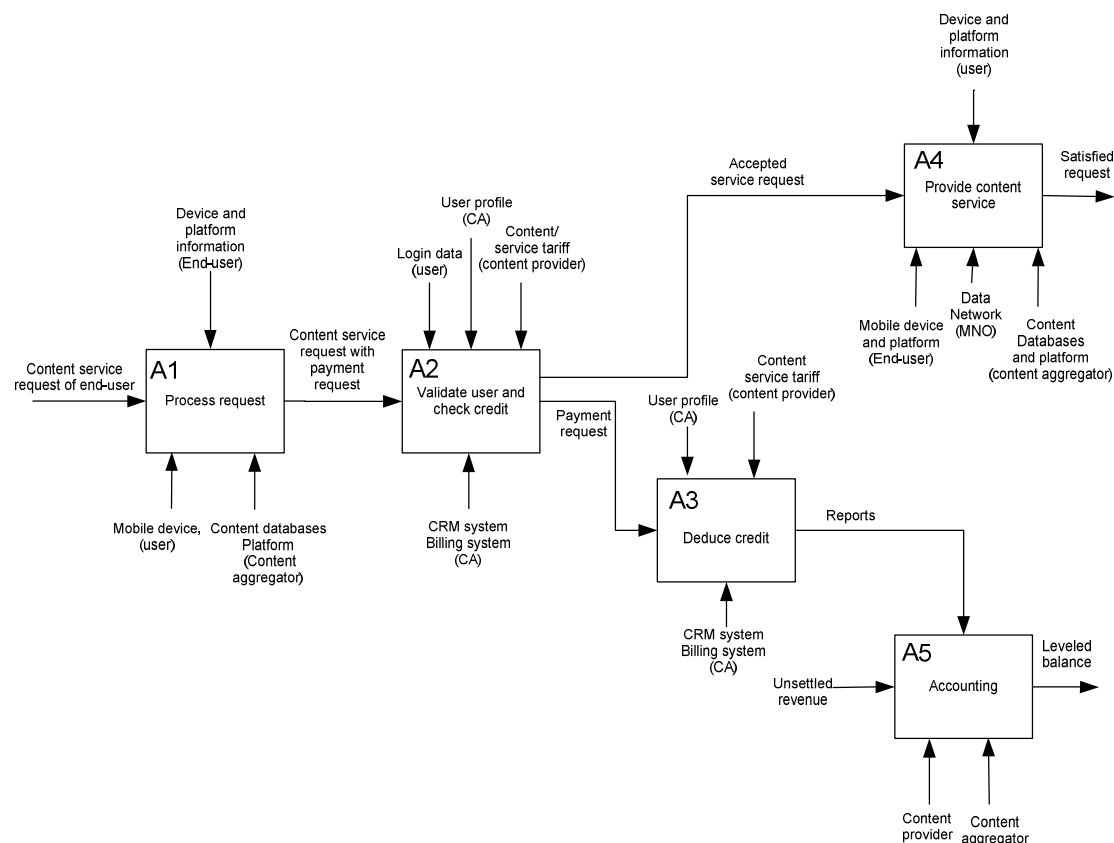 Device and
platform
information
(user)
A4
Provide content
service
Accepted
service request
Satisfied
request
Mobile device
and platform
(End-user)
Data
Network
(MNO)
Content
Databases
and platform
(content aggregator)
Device and
platform
information
(End-user)
User profile
(CA)
Login data
(user)
Content/
service tariff
(content provider)
Content service
request of end-user
A1
Process request
Content service
request with
payment
request
A2
Validate user and
check credit
Mobile device,
(user)
Content databases
Platform
(Content
aggregator)
CRM system
Billing system
(CA)
Payment
request
User profile
(CA)
Content
service tariff
(content provider)
A3
Deduce credit
Reports
CRM system
Billing system
(CA)
Unsettled
revenue
A5
Accounting
Leveled
balance
Content
provider
Content
aggregator